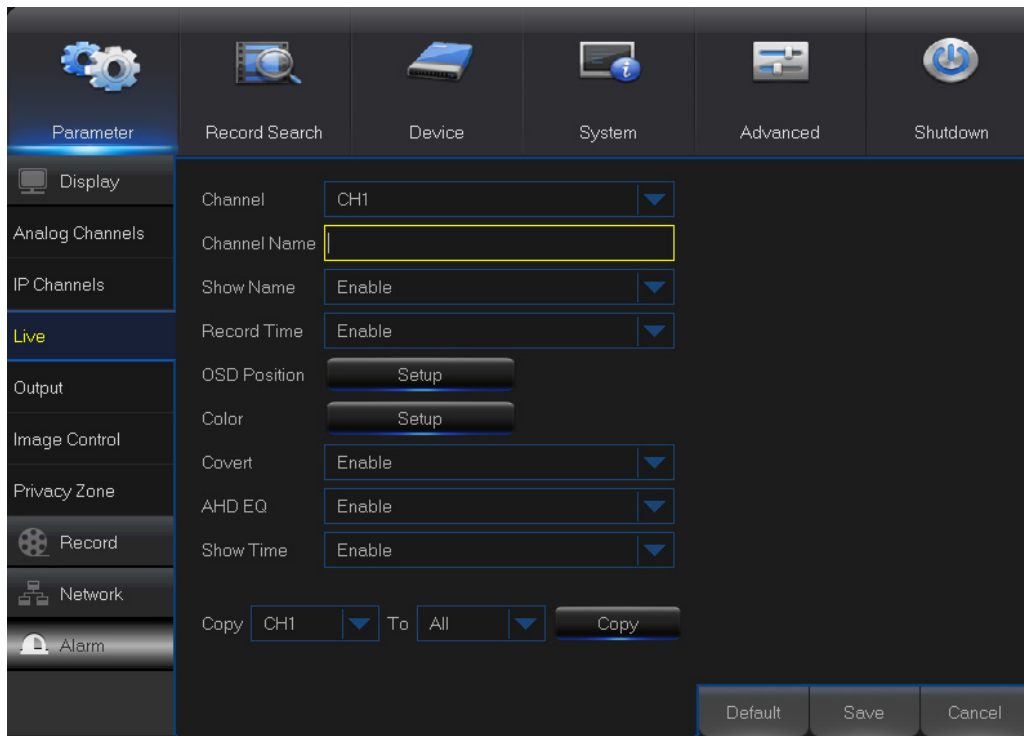 Parameter Record Search Device System Advanced Shutdown
Display
Analog Channels
IP Channels
Live
Output
Image Control
Privacy Zone
Record
Network
Alarm
Channel CH1
Channel Name
Show Name Enable
Record Time Enable
OSD Position Setup
Color Setup
Covert Enable
AHD EQ Enable
Show Time Enable
Copy CH1 To All Copy
Default Save Cancel